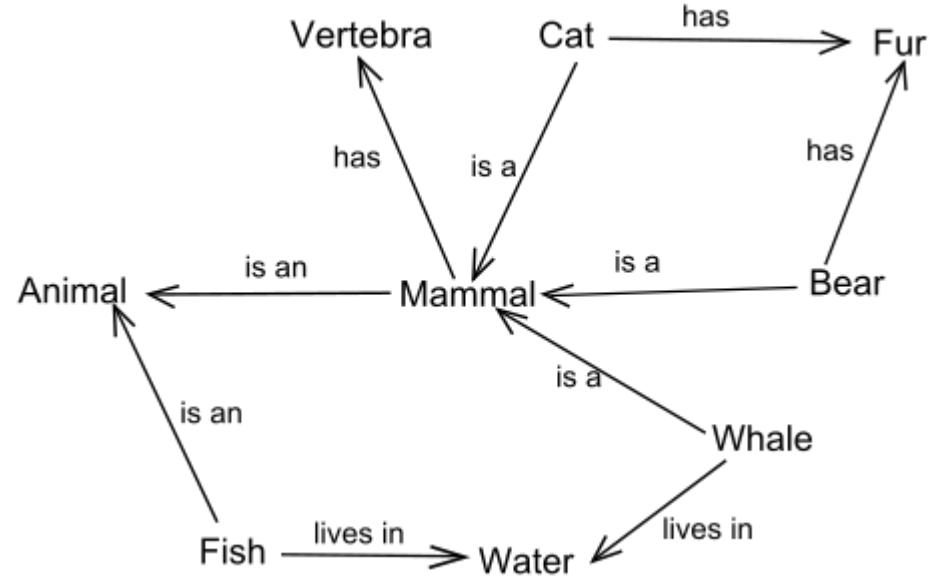 Vertebra
Cat
has
Fur
has
is a
has
Animal
is an
Mammal
is a
Bear
is a
is an
Whale
Fish
lives in
Water
lives in